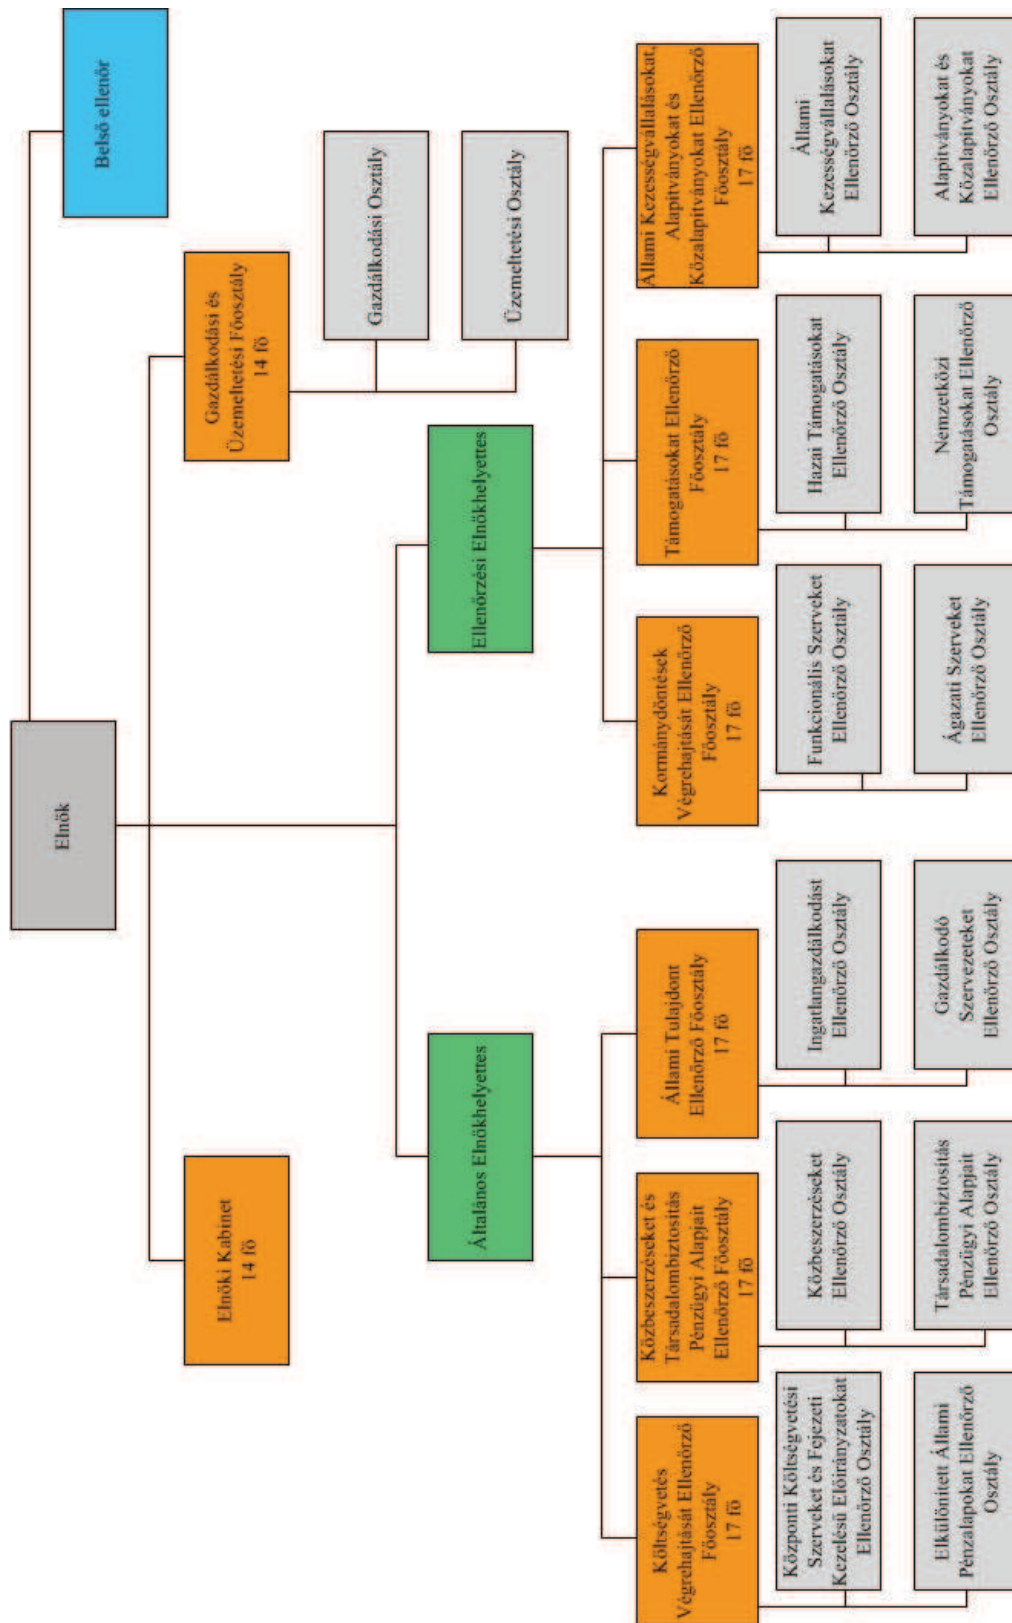 Elnök
Belső ellenőr
Elnöki Kabinet
14 fő
Gazdálkodási és
Üzemeltetési Főosztály
14 fő
Gazdálkodási Osztály
Üzemeltetési Osztály
Általános Elnökhelyettes
Ellenőrzési Elnökhelyettes
Költségvetés
Végrehajtását Ellenőrző
Főosztály
17 fő
Központi Költségvetési
Szerveket és Fejezeti
Kezelésű Előirányzatokat
Ellenőrző Osztály
Elkülönített Állami
Pénzalapokat Ellenőrző
Osztály
Közbeszerzéseket és
Társadalombiztosítás
Pénzügyi Alapjait
Ellenőrző Főosztály
17 fő
Közbeszerzéseket
Ellenőrző Osztály
Társadalombiztosítás
Pénzügyi Alapjait
Ellenőrző Osztály
Állami Tulajdont
Ellenőrző Főosztály
17 fő
Ingatlangazdálkodást
Ellenőrző Osztály
Gazdálkodó
Szervezeteket
Ellenőrző Osztály
Kormánydöntések
Végrehajtását Ellenőrző
Főosztály
17 fő
Funkcionális Szerveket
Ellenőrző Osztály
Ágazati Szerveket
Ellenőrző Osztály
Támogatásokat Ellenőrző
Főosztály
17 fő
Hazai Támogatásokat
Ellenőrző Osztály
Nemzetközi
Támogatásokat Ellenőrző
Osztály
Állami Kezességvállalásokat,
Alapítványokat és
Közalapítványokat Ellenőrző
Főosztály
17 fő
Állami
Kezességvállalásokat
Ellenőrző Osztály
Alapítványokat és
Közalapítványokat
Ellenőrző Osztály